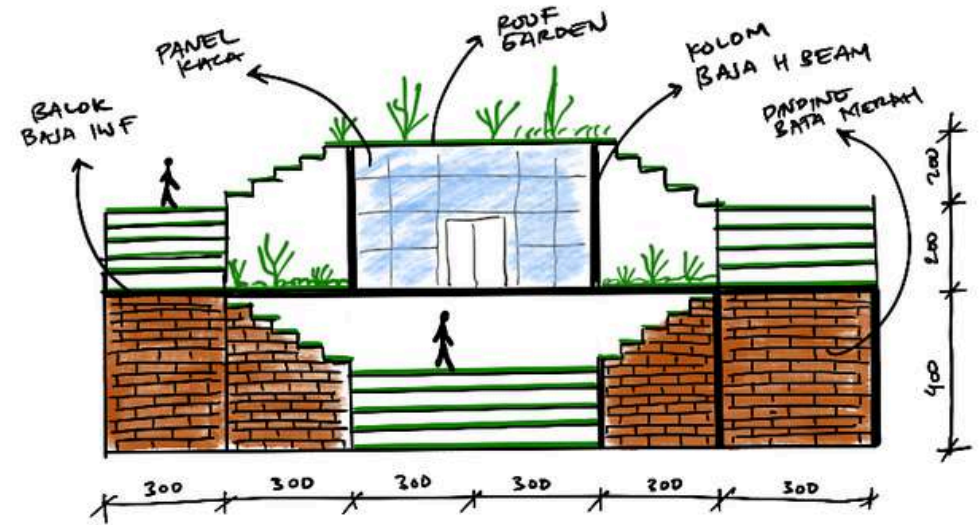 PANEL
KACA
ROOF
GARDEN
KOLOM
BAJA H BEAM
BALOK
BAJA IWF
DINDING
BATA MERAH
200
200
400
300
300
300
300
200
300